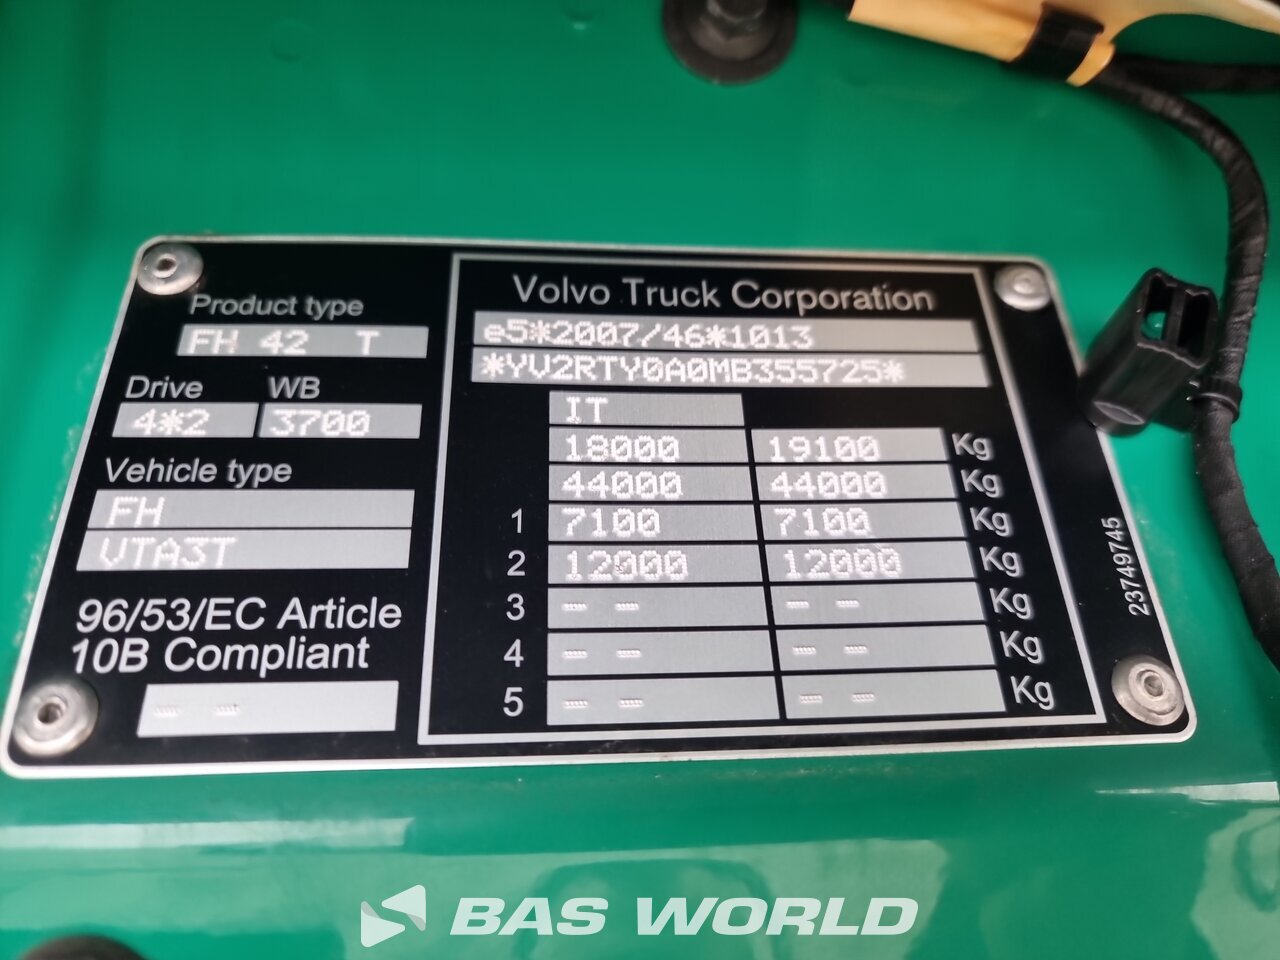 Product type
FH 42 T
Drive WB
4*2 3700
Vehicle type
FH
VTA3T
96/53/EC Article
10B Compliant
-- --
Volvo Truck Corporation
e5*2007/46*1013
*YV2RTY0A0MB355725*
IT
18000 19100 Kg
44000 44000 Kg
1 7100 7100 Kg
2 12000 12000 Kg
3 -- -- -- -- Kg
4 -- -- -- -- Kg
5 -- -- -- -- Kg
23749745
BAS WORLD